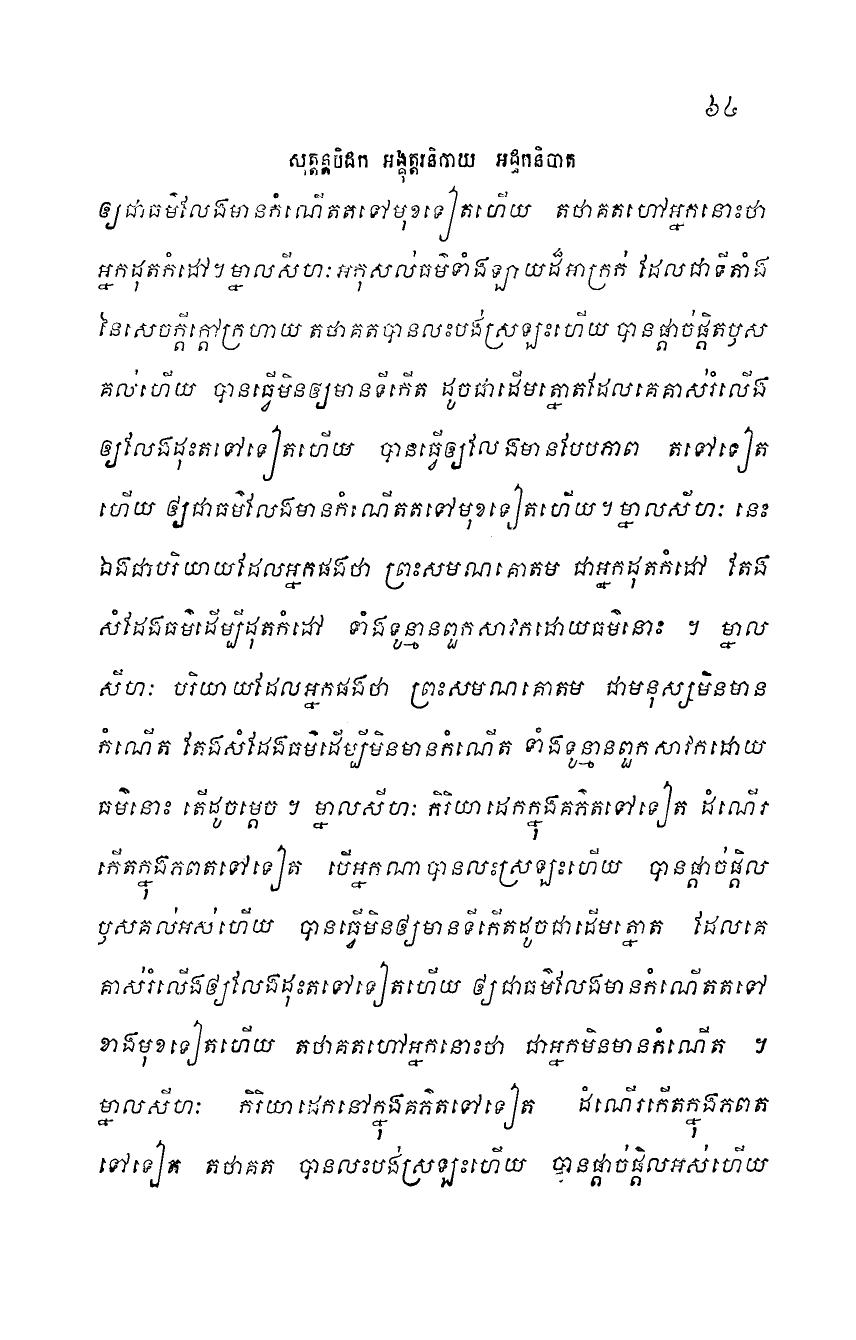 ៦៤
សុត្តន្តបិដក អង្គុត្តរនិកាយ អដ្ឋកនិបាត
ឲ្យជាធម៌លែងមានកំណើតតទៅមុខទៀតហើយ តថាគតហៅអ្នកនោះថា
អ្នកដុតកំដៅ។ ម្នាលសីហៈ អកុសលធម៌ទាំងឡាយដ៏អាក្រក់ ដែលជាទីតាំង
នៃសេចក្តីក្តៅក្រហាយ តថាគតបានលះបង់ស្រឡះហើយ បានផ្តាច់ផ្តិតឫស
គល់ហើយ បានធ្វើមិនឲ្យមានទីកើត ដូចជាដើមត្នោតដែលគេគាស់រំលើង
ឲ្យលែងដុះតទៅទៀតហើយ បានធ្វើឲ្យលែងមានបែបភាព តទៅទៀត
ហើយ ឲ្យជាធម៌លែងមានកំណើតតទៅមុខទៀតហើយ។ ម្នាលសីហៈ នេះ
ឯងជាបរិយាយដែលអ្នកផងថា ព្រះសមណគោតម ជាអ្នកដុតកំដៅ តែង
សំដែងធម៌ដើម្បីដុតកំដៅ ទាំងទូន្មានពួកសាវកដោយធម៌នោះ ។ ម្នាល
សីហៈ បរិយាយដែលអ្នកផងថា ព្រះសមណគោតម ជាមនុស្សមិនមាន
កំណើត តែងសំដែងធម៌ដើម្បីមិនមានកំណើត ទាំងទូន្មានពួកសាវកដោយ
ធម៌នោះ តើដូចម្តេច ។ ម្នាលសីហៈ កិរិយាដេកក្នុងគភ៌តទៅទៀត ដំណើរ
កើតក្នុងភពតទៅទៀត បើអ្នកណាបានលះស្រឡះហើយ បានផ្តាច់ផ្តិល
ឫសគល់អស់ហើយ បានធ្វើមិនឲ្យមានទីកើតដូចជាដើមត្នោត ដែលគេ
គាស់រំលើងឲ្យលែងដុះតទៅទៀតហើយ ឲ្យជាធម៌លែងមានកំណើតតទៅ
ខាងមុខទៀតហើយ តថាគតហៅអ្នកនោះថា ជាអ្នកមិនមានកំណើត ។
ម្នាលសីហៈ កិរិយាដេកនៅក្នុងគភ៌តទៅទៀត ដំណើរកើតក្នុងភពត
ទៅទៀត តថាគត បានលះបង់ស្រឡះហើយ បានផ្តាច់ផ្តិលអស់ហើយ